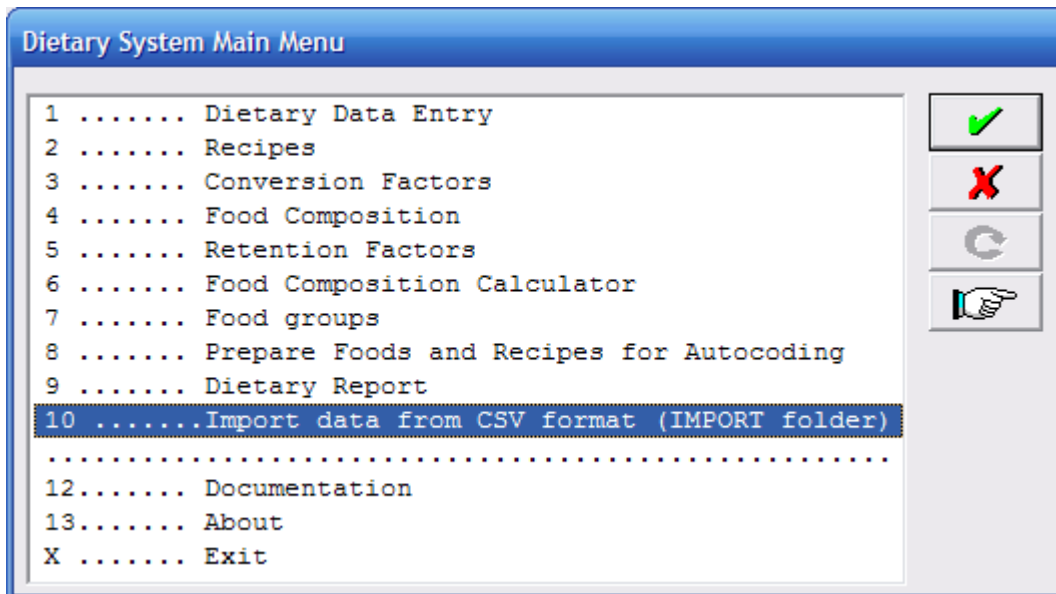 Dietary System Main Menu
1 ....... Dietary Data Entry
2 ....... Recipes
3 ....... Conversion Factors
4 ....... Food Composition
5 ....... Retention Factors
6 ....... Food Composition Calculator
7 ....... Food groups
8 ....... Prepare Foods and Recipes for Autocoding
9 ....... Dietary Report
10 .......Import data from CSV format (IMPORT folder)
.....................................................
12....... Documentation
13....... About
X ....... Exit